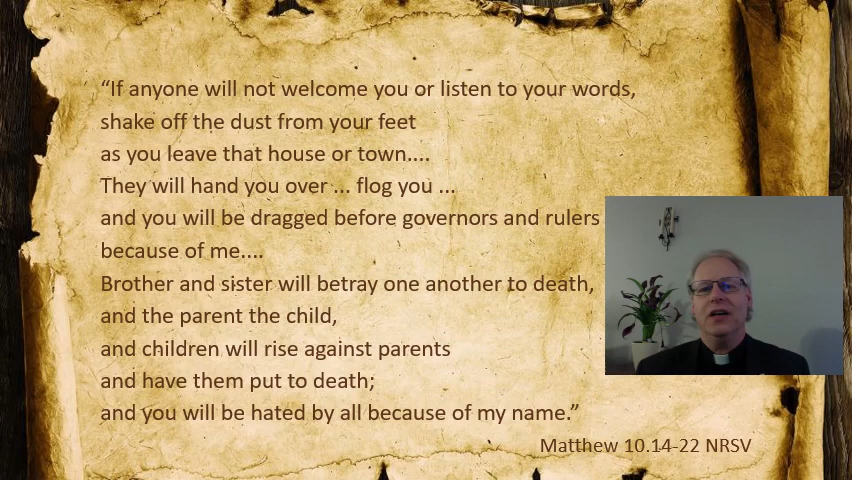 “If anyone will not welcome you or listen to your words,
shake off the dust from your feet
as you leave that house or town....
They will hand you over ... flog you ...
and you will be dragged before governors and rulers
because of me....
Brother and sister will betray one another to death,
and the parent the child,
and children will rise against parents
and have them put to death;
and you will be hated by all because of my name.”
Matthew 10.14-22 NRSV